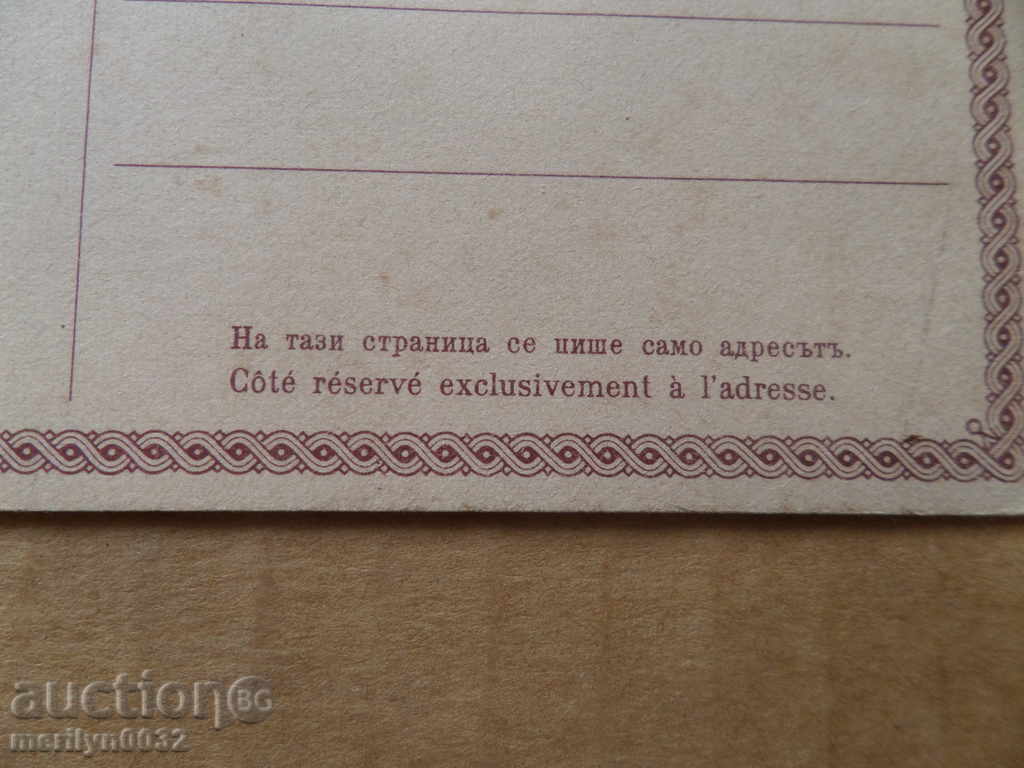 На тази страница се пише само адресътъ.
Côté réservé exclusivement à l'adresse.
auction BG
merilyn0032